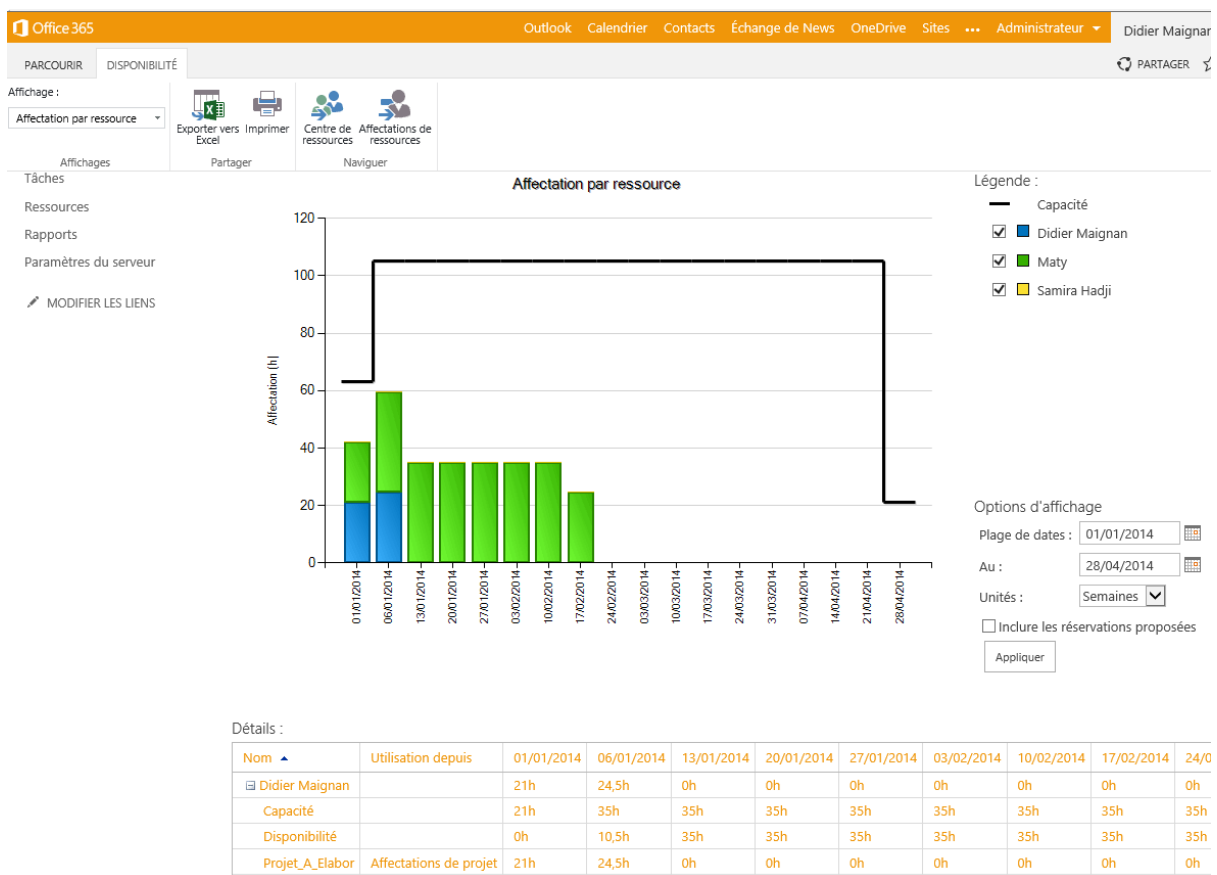 Office 365 Outlook Calendrier Contacts Échange de News OneDrive Sites ••• Administrateur Didier Maignan
PARCOURIR DISPONIBILITÉ PARTAGER
Affichage :
Affectation par ressource
Exporter vers Excel
Imprimer
Centre de ressources
Affectations de ressources
Affichages Partager Naviguer
Tâches
Ressources
Rapports
Paramètres du serveur
MODIFIER LES LIENS
Affectation par ressource
Affectation (h)
120
100
80
60
40
20
0
01/01/2014 06/01/2014 13/01/2014 20/01/2014 27/01/2014 03/02/2014 10/02/2014 17/02/2014 24/02/2014 03/03/2014 10/03/2014 17/03/2014 24/03/2014 31/03/2014 07/04/2014 14/04/2014 21/04/2014 28/04/2014
Légende :
Capacité
Didier Maignan
Maty
Samira Hadji
Options d'affichage
Plage de dates : 01/01/2014
Au : 28/04/2014
Unités : Semaines
Inclure les réservations proposées
Appliquer
Détails :
Nom Utilisation depuis 01/01/2014 06/01/2014 13/01/2014 20/01/2014 27/01/2014 03/02/2014 10/02/2014 17/02/2014 24/0
Didier Maignan 21h 24,5h 0h 0h 0h 0h 0h 0h 0h
Capacité 21h 35h 35h 35h 35h 35h 35h 35h 35h
Disponibilité 0h 10,5h 35h 35h 35h 35h 35h 35h 35h
Projet_A_Elabor Affectations de projet 21h 24,5h 0h 0h 0h 0h 0h 0h 0h